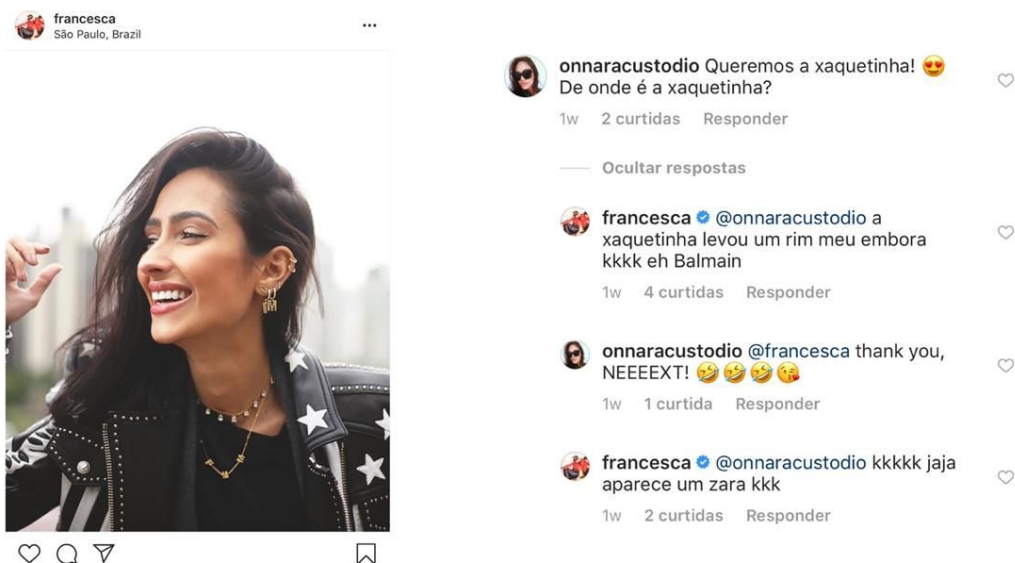 francesca
São Paulo, Brazil
onnaracustodio Queremos a xaquetinha! 😍
De onde é a xaquetinha?
1w 2 curtidas Responder
Ocultar respostas
francesca @onnaracustodio a
xaquetinha levou um rim meu embora
kkkk eh Balmain
1w 4 curtidas Responder
onnaracustodio @francesca thank you,
NEEEEXT! 🤣🤣🤣😘
1w 1 curtida Responder
francesca @onnaracustodio kkkkk jaja
aparece um zara kkk
1w 2 curtidas Responder